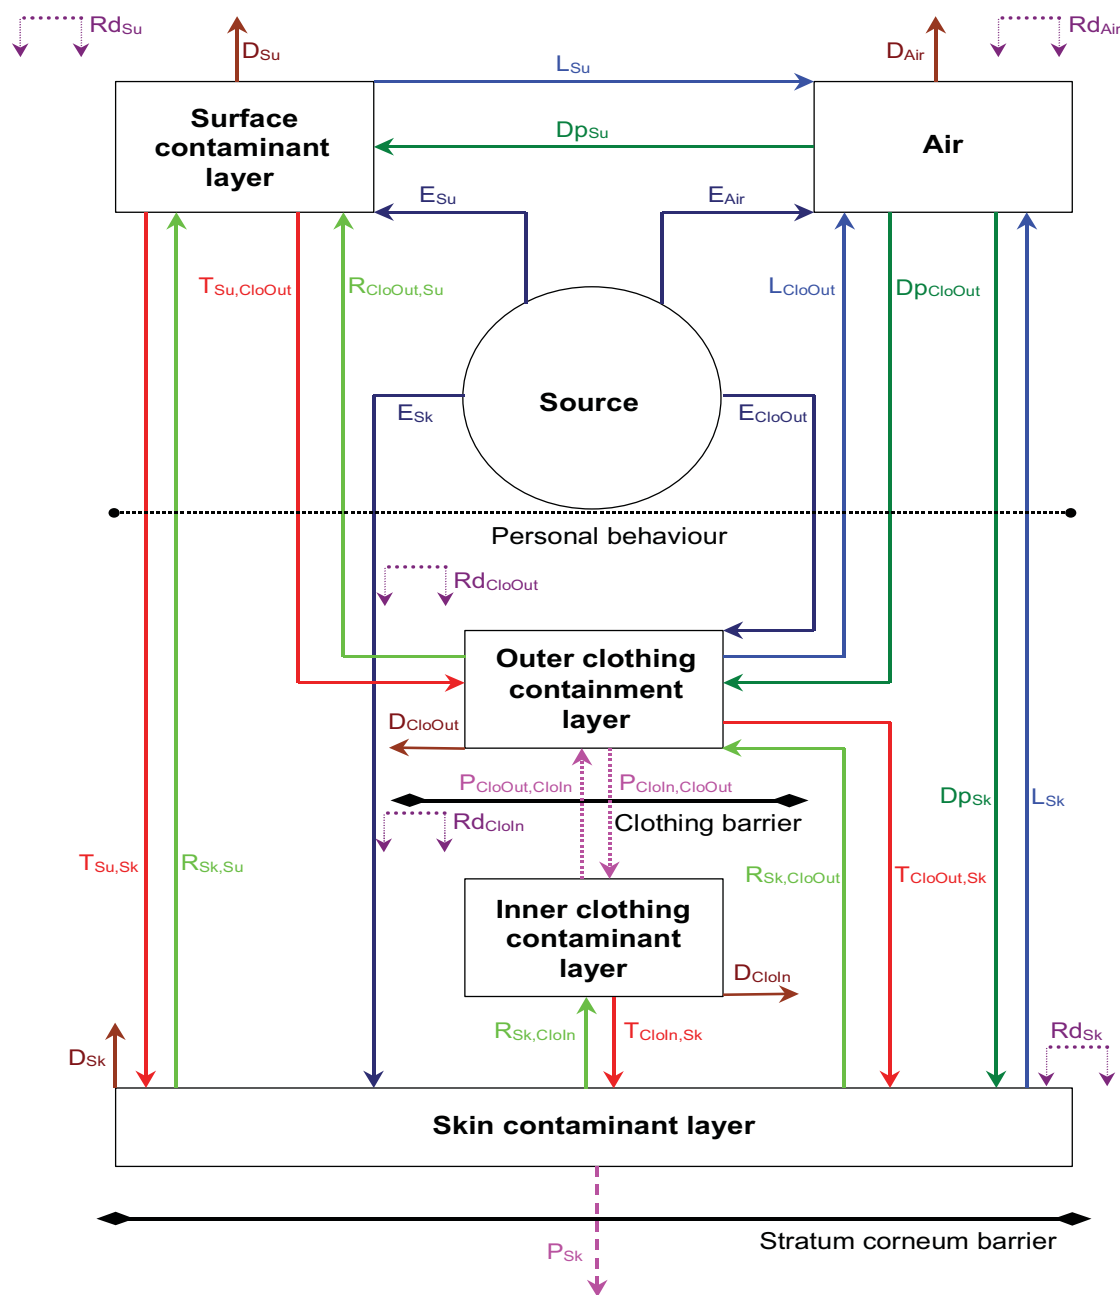 RdSu
DSu
LSu
DAir
RdAir
Surface
contaminant
layer
DpSu
Air
ESu
EAir
TSu,CloOut
RCloOut,Su
LCloOut
DpCloOut
Source
ESk
ECloOut
Personal behaviour
RdCloOut
Outer clothing
containment
layer
DCloOut
PCloOut,CloIn
PCloIn,CloOut
DpSk
LSk
RdCloIn
Clothing barrier
TSu,Sk
RSk,Su
RSk,CloOut
TCloOut,Sk
Inner clothing
contaminant
layer
DCloIn
RSk,CloIn
TCloIn,Sk
RdSk
DSk
Skin contaminant layer
Stratum corneum barrier
PSk